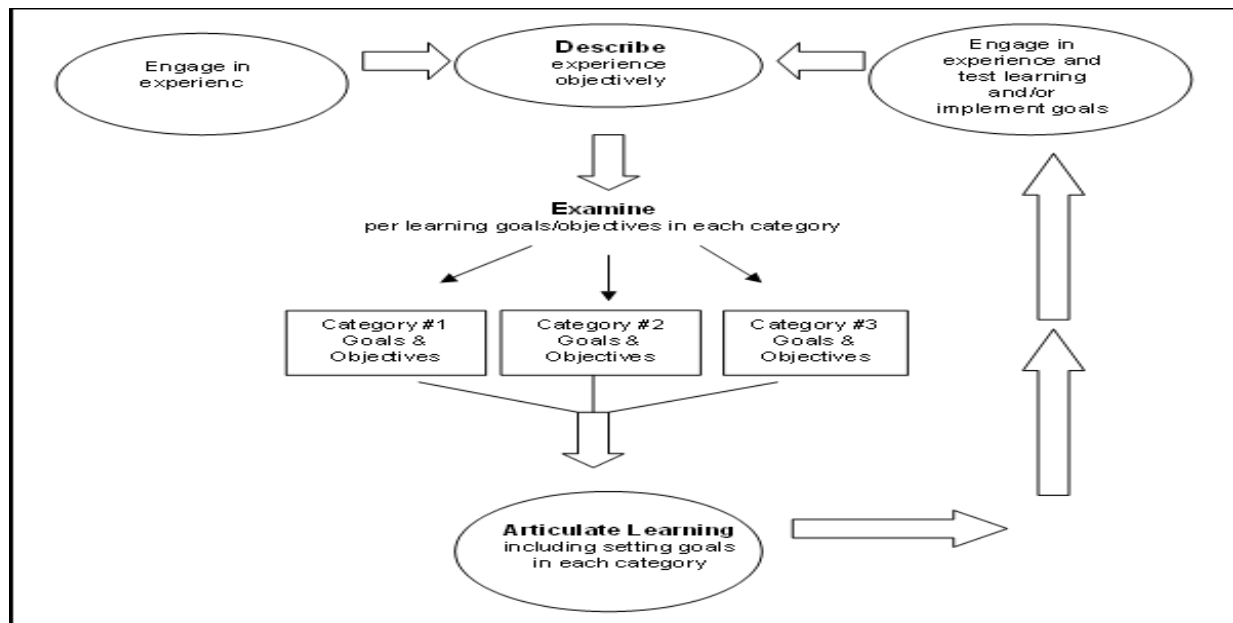 Engage in
experienc
Describe
experience
objectively
Engage in
experience and
test learning
and/or
implement goals
Examine
per learning goals/objectives in each category
Category #1
Goals &
Objectives
Category #2
Goals &
Objectives
Category #3
Goals &
Objectives
Articulate Learning
including setting goals
in each category